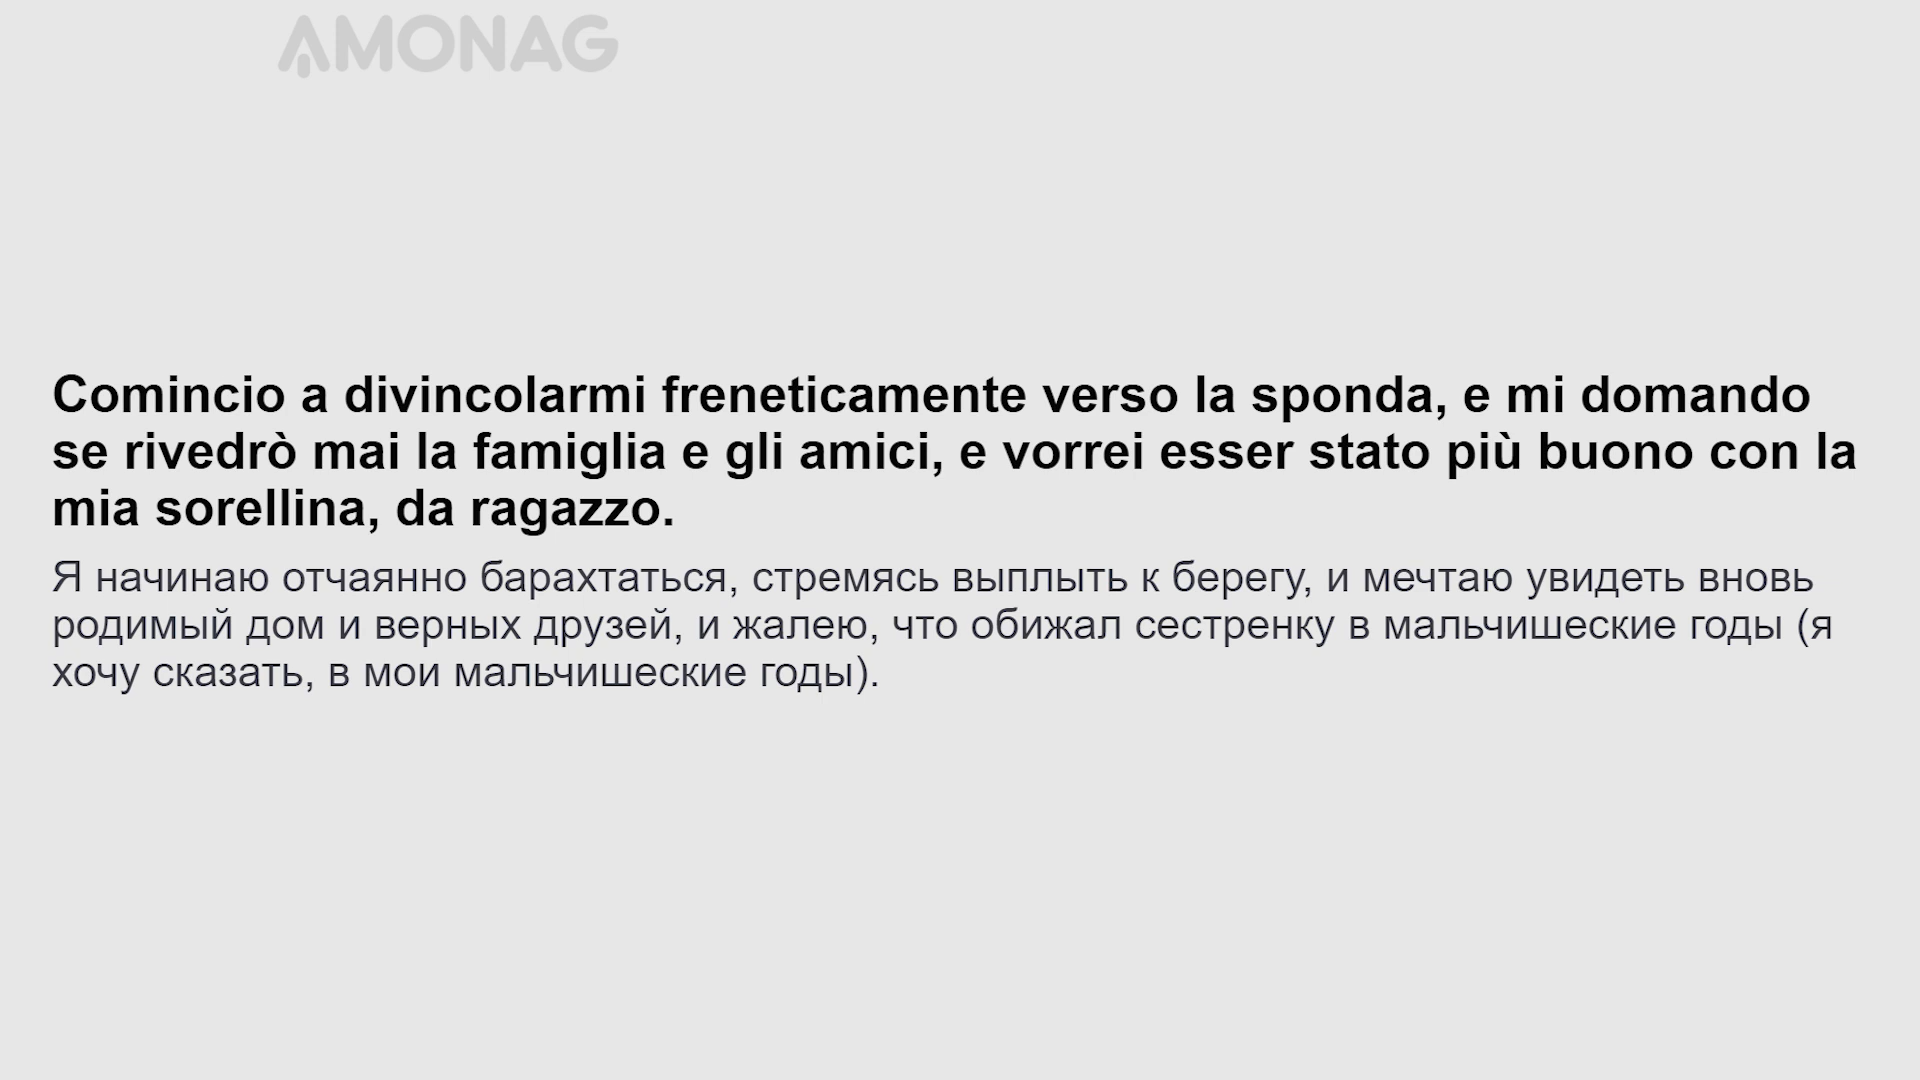 AMONAG
Comincio a divincolarmi freneticamente verso la sponda, e mi domando
se rivedrò mai la famiglia e gli amici, e vorrei esser stato più buono con la
mia sorellina, da ragazzo.
Я начинаю отчаянно барахтаться, стремясь выплыть к берегу, и мечтаю увидеть вновь
родимый дом и верных друзей, и жалею, что обижал сестренку в мальчишеские годы (я
хочу сказать, в мои мальчишеские годы).